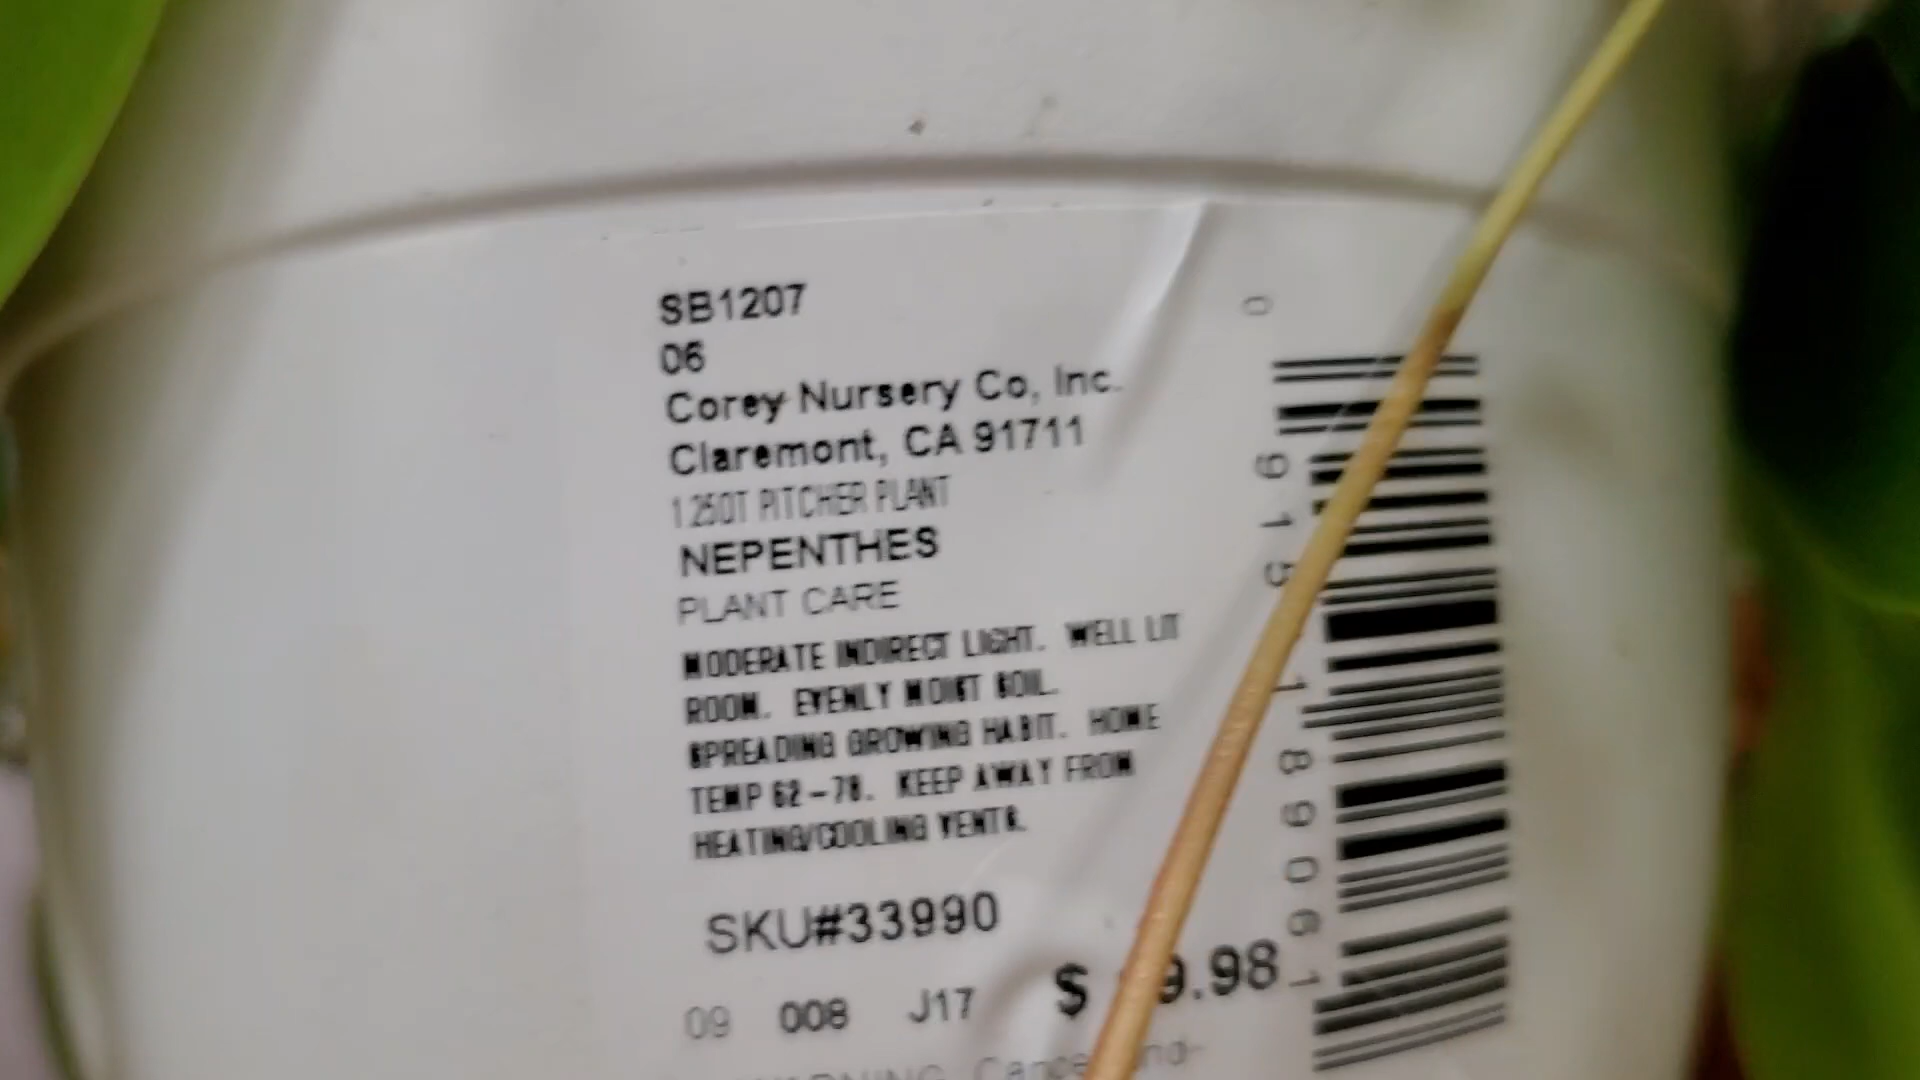 SB1207
06
Corey Nursery Co, Inc.
Claremont, CA 91711
1.25QT PITCHER PLANT
NEPENTHES
PLANT CARE
MODERATE INDIRECT LIGHT. WELL LIT
ROOM. EVENLY MOIST SOIL.
SPREADING GROWING HABIT. HOME
TEMP 62-78. KEEP AWAY FROM
HEATING/COOLING VENTS.
SKU#33990
09 008 J17 $ 9.98